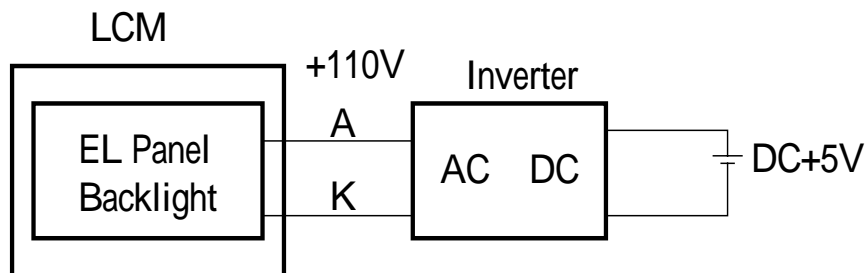 LCM
+110V
Inverter
A
EL Panel
Backlight
AC DC
DC+5V
K